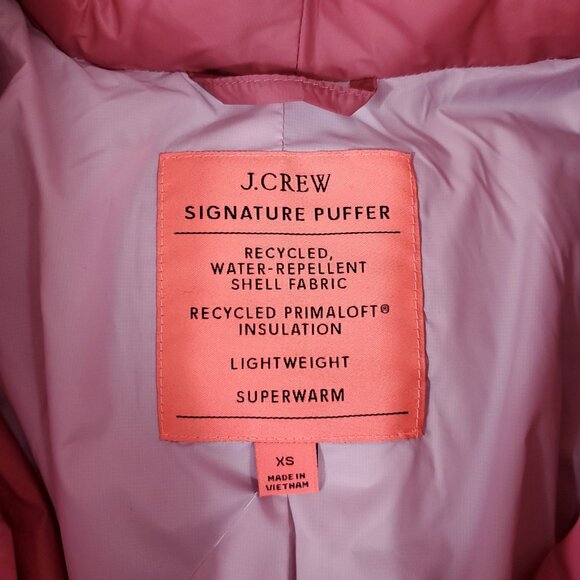 J.CREW
SIGNATURE PUFFER
RECYCLED,
WATER-REPELLENT
SHELL FABRIC
RECYCLED PRIMALOFT®
INSULATION
LIGHTWEIGHT
SUPERWARM
XS
MADE IN
VIETNAM